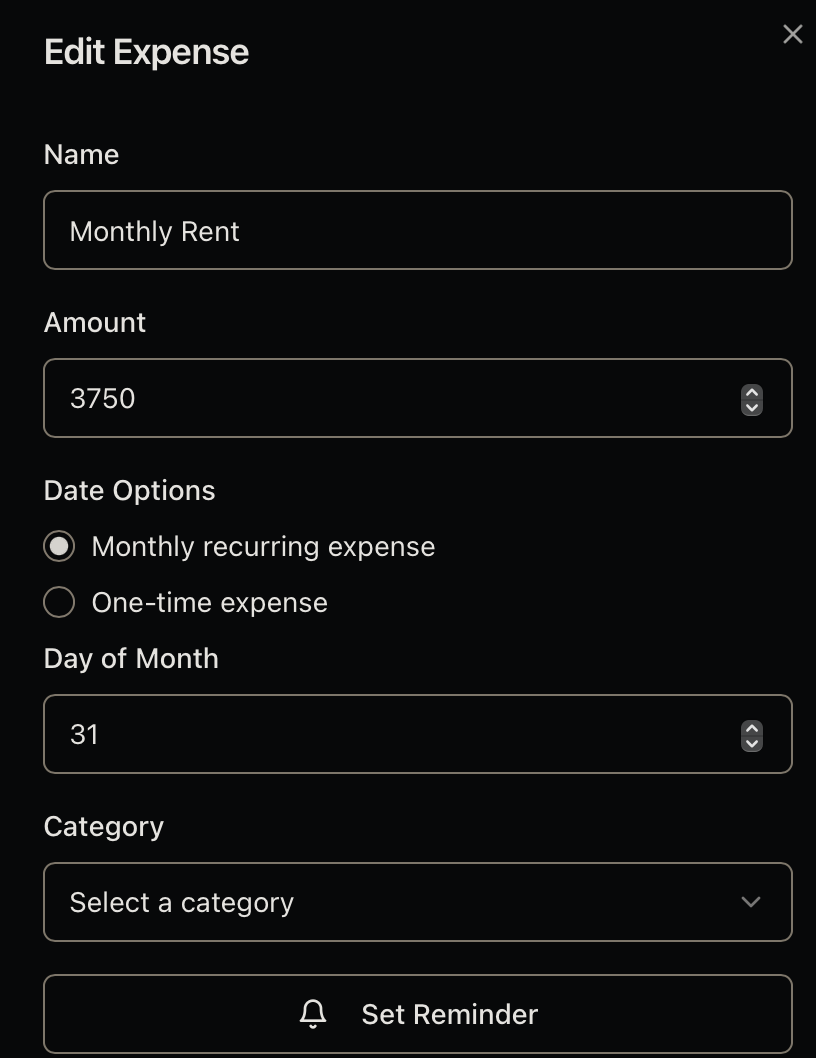 Edit Expense
Name
Monthly Rent
Amount
3750
Date Options
Monthly recurring expense
One-time expense
Day of Month
31
Category
Select a category
Set Reminder